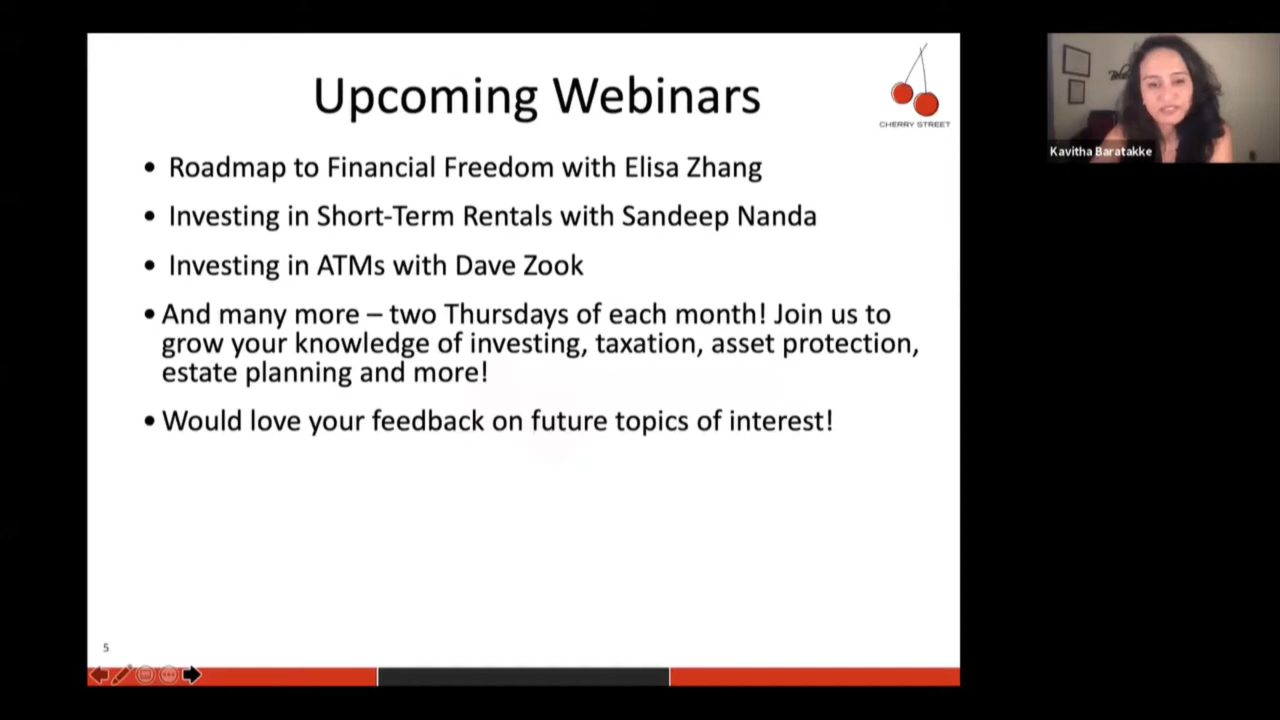 Upcoming Webinars
CHERRY STREET
• Roadmap to Financial Freedom with Elisa Zhang
• Investing in Short-Term Rentals with Sandeep Nanda
• Investing in ATMs with Dave Zook
• And many more – two Thursdays of each month! Join us to
grow your knowledge of investing, taxation, asset protection,
estate planning and more!
• Would love your feedback on future topics of interest!
5
Kavitha Baratakke